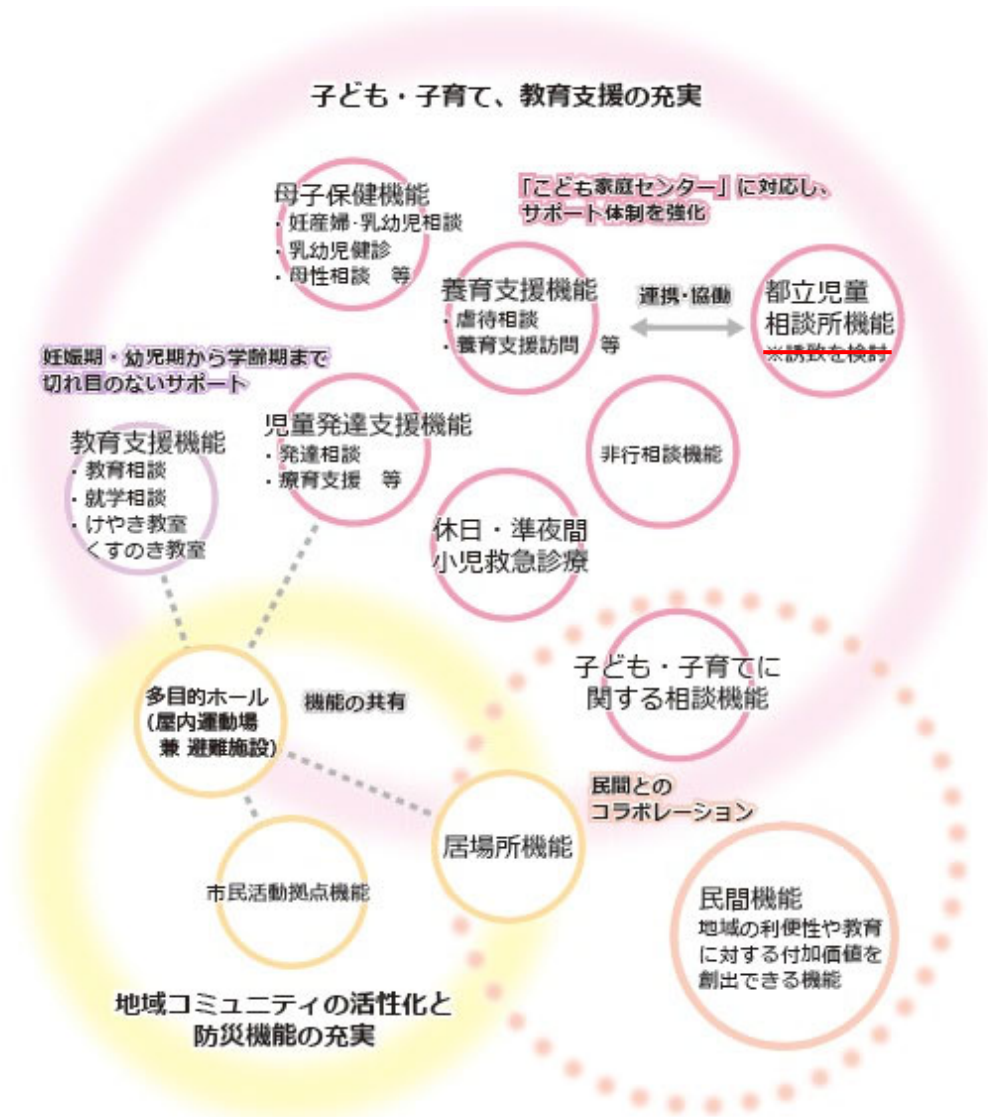 子ども・子育て、教育支援の充実
母子保健機能
・妊産婦・乳幼児相談
・乳幼児健診
・母性相談　等
「こども家庭センター」に対応し、
サポート体制を強化
養育支援機能
・虐待相談
・養育支援訪問　等
連携・協働
都立児童
相談所機能
※誘致を検討
妊娠期・幼児期から学齢期まで
切れ目のないサポート
教育支援機能
・教育相談
・就学相談
・けやき教室
くすのき教室
児童発達支援機能
・発達相談
・療育支援　等
非行相談機能
休日・準夜間
小児救急診療
子ども・子育てに
関する相談機能
多目的ホール
(屋内運動場
兼 避難施設)
機能の共有
民間との
コラボレーション
居場所機能
市民活動拠点機能
民間機能
地域の利便性や教育
に対する付加価値を
創出できる機能
地域コミュニティの活性化と
防災機能の充実